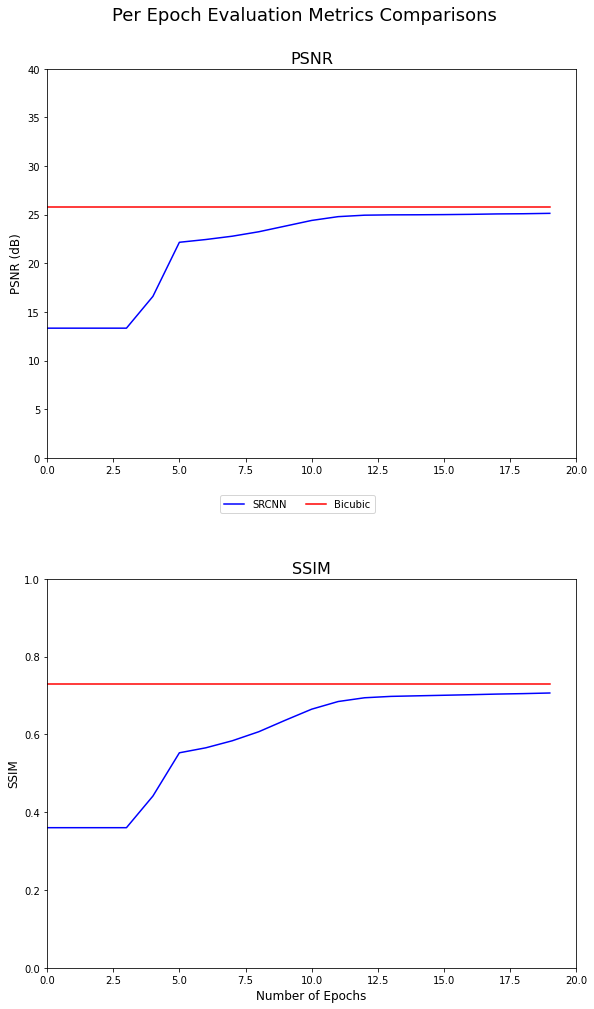 Per Epoch Evaluation Metrics Comparisons
PSNR
40
35
30
25
20
15
10
5
0
PSNR (dB)
0.0 2.5 5.0 7.5 10.0 12.5 15.0 17.5 20.0
SRCNN Bicubic
SSIM
1.0
0.8
0.6
0.4
0.2
0.0
SSIM
0.0 2.5 5.0 7.5 10.0 12.5 15.0 17.5 20.0
Number of Epochs